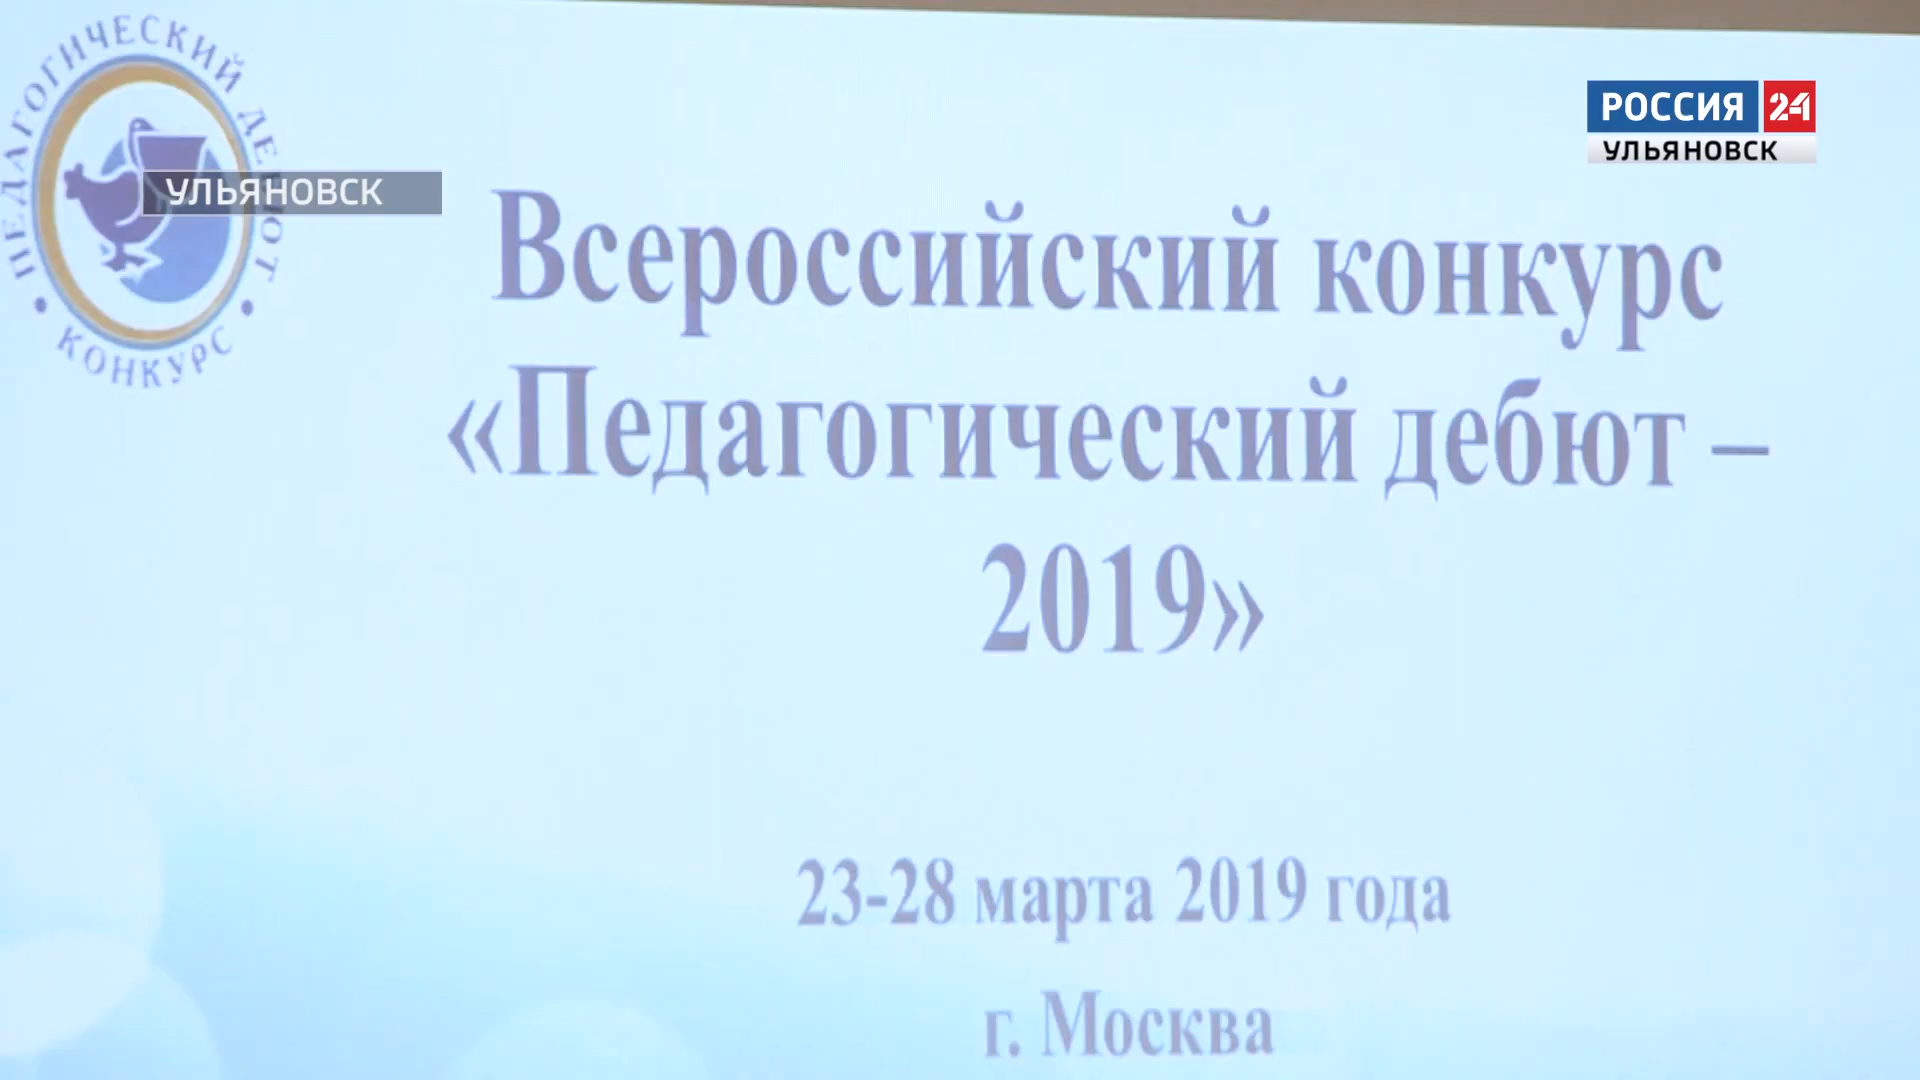 ПЕДАГОГИЧЕСКИЙ ДЕБЮТ
• КОНКУРС •
РОССИЯ 24
УЛЬЯНОВСК
УЛЬЯНОВСК
Всероссийский конкурс
«Педагогический дебют –
2019»
23-28 марта 2019 года
г. Москва